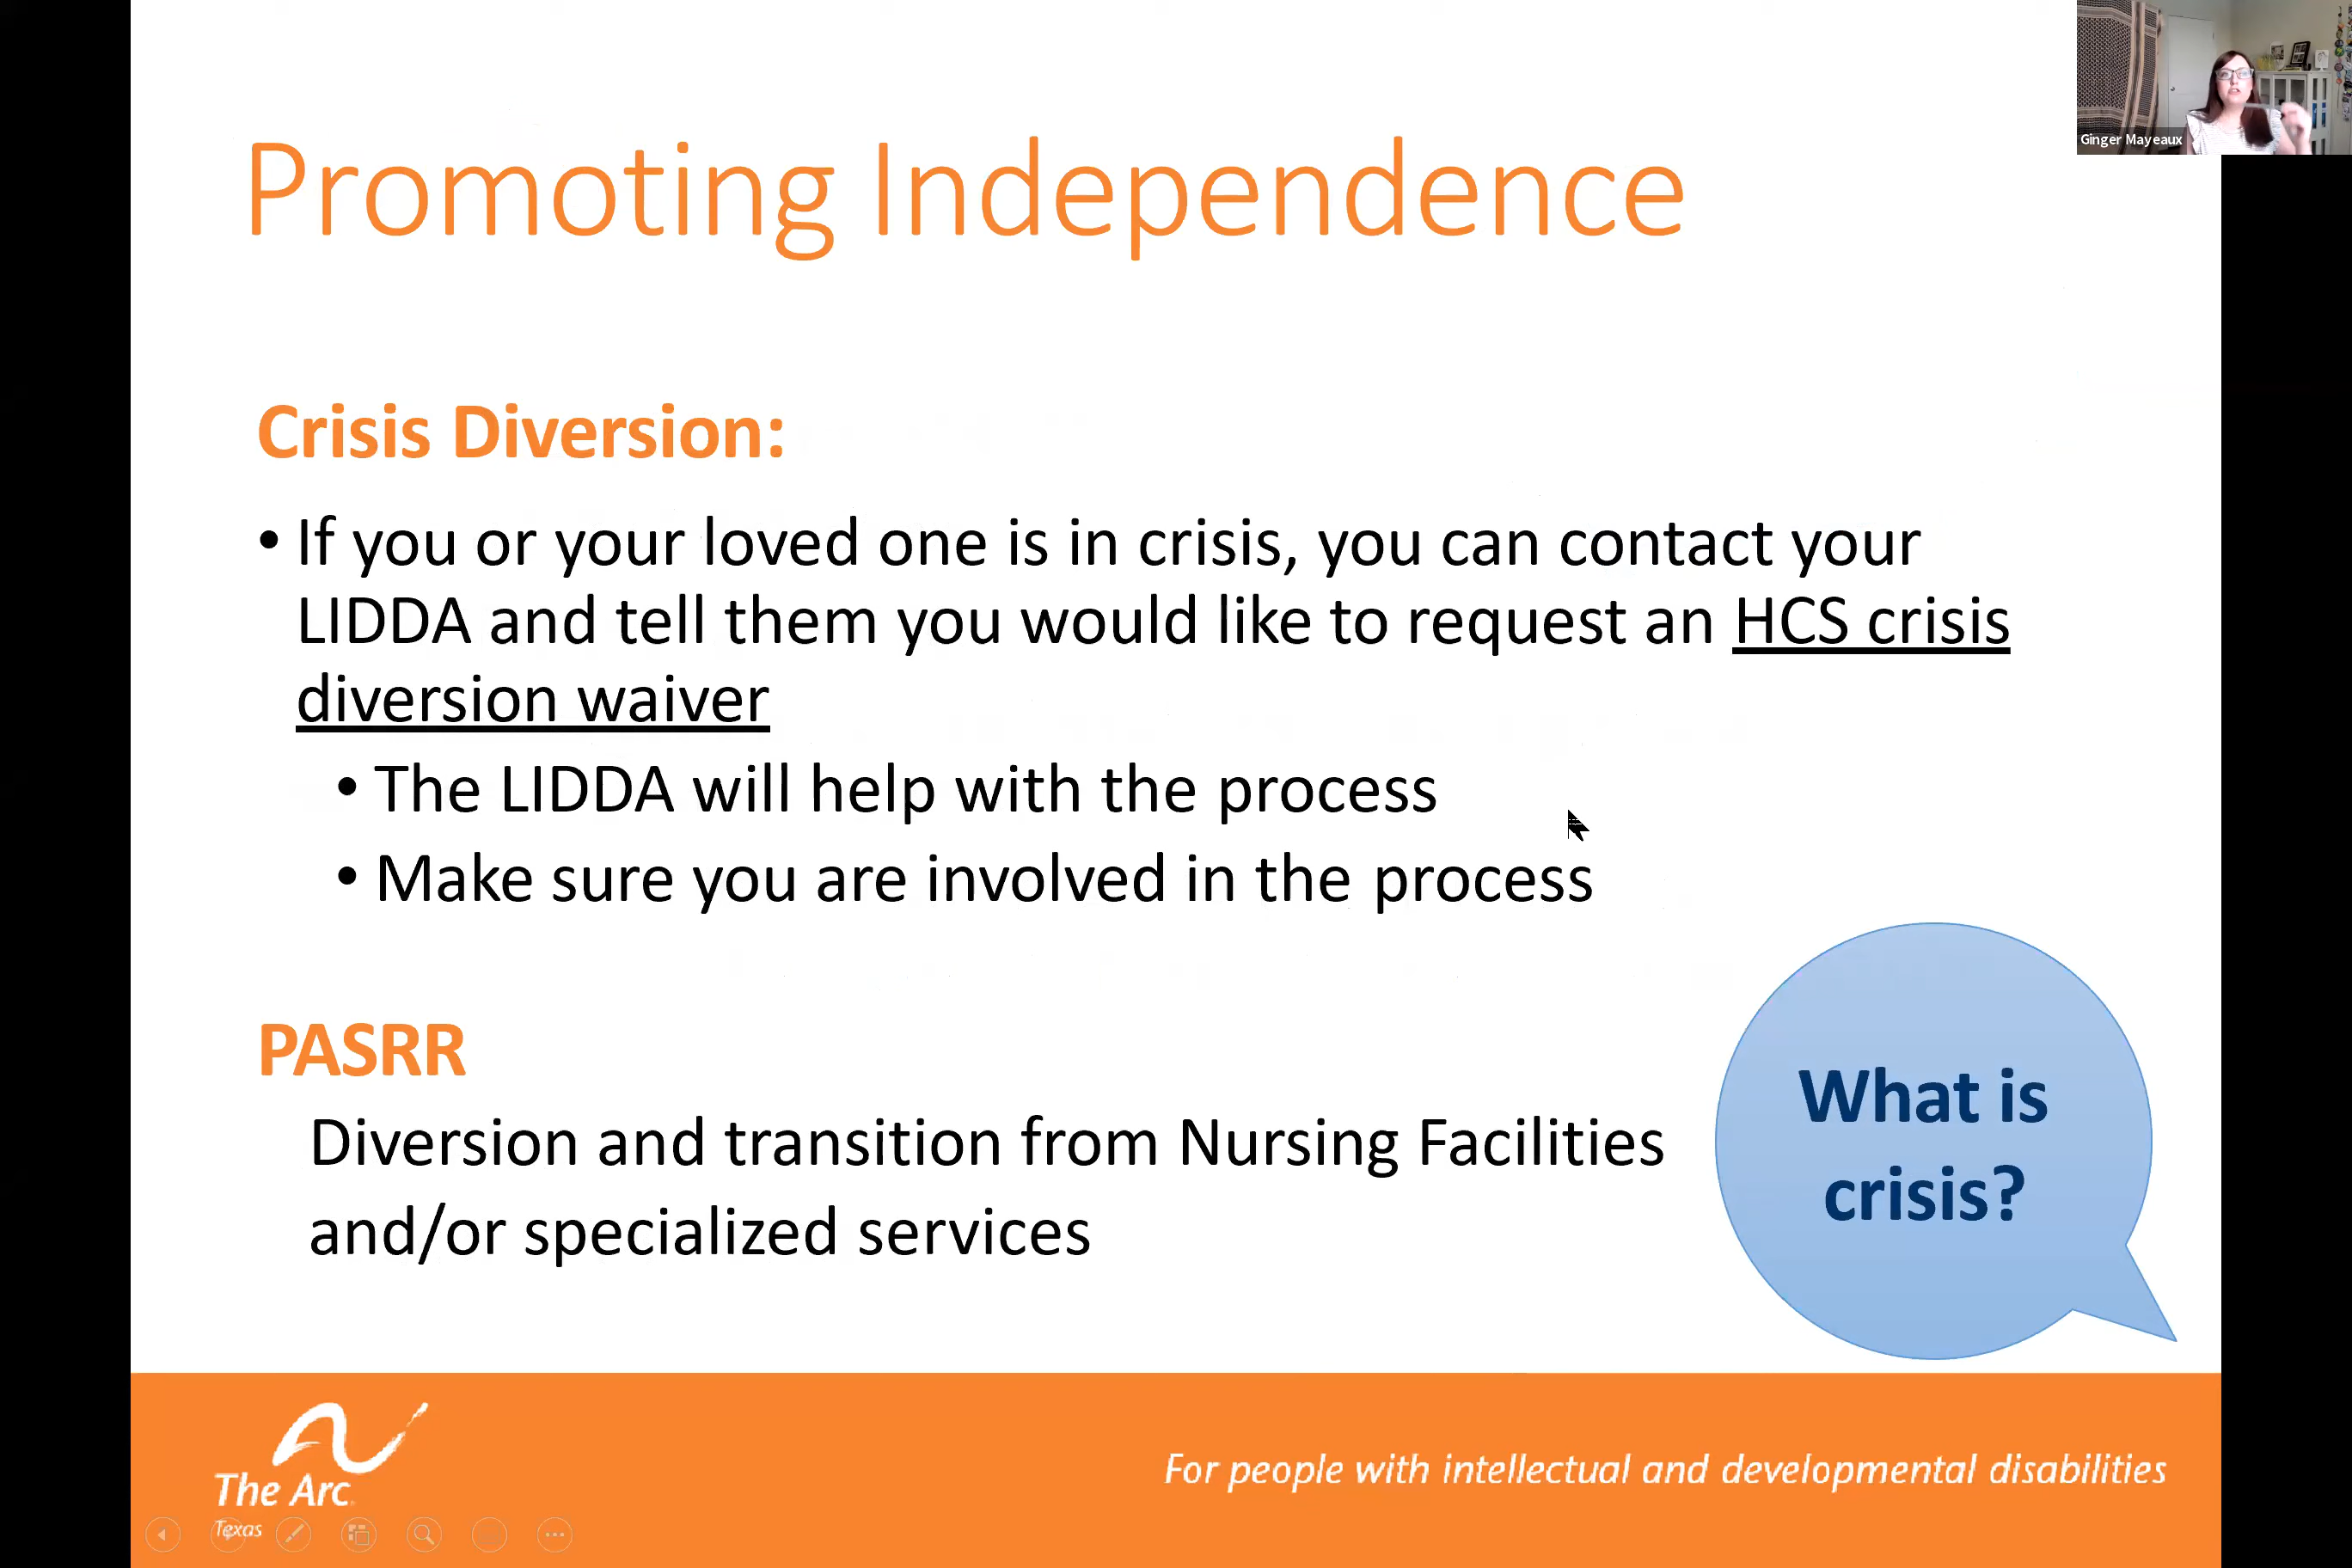 Ginger Mayeaux
Promoting Independence
Crisis Diversion:
• If you or your loved one is in crisis, you can contact your
LIDDA and tell them you would like to request an HCS crisis
diversion waiver
• The LIDDA will help with the process
• Make sure you are involved in the process
PASRR
Diversion and transition from Nursing Facilities
and/or specialized services
What is
crisis?
The Arc
Texas
For people with intellectual and developmental disabilities